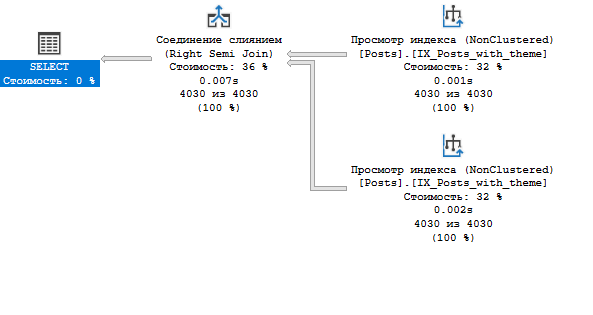 SELECT
Стоимость: 0 %
Соединение слиянием
(Right Semi Join)
Стоимость: 36 %
0.007s
4030 из 4030
(100 %)
Просмотр индекса (NonClustered)
[Posts].[IX_Posts_with_theme]
Стоимость: 32 %
0.001s
4030 из 4030
(100 %)
Просмотр индекса (NonClustered)
[Posts].[IX_Posts_with_theme]
Стоимость: 32 %
0.002s
4030 из 4030
(100 %)